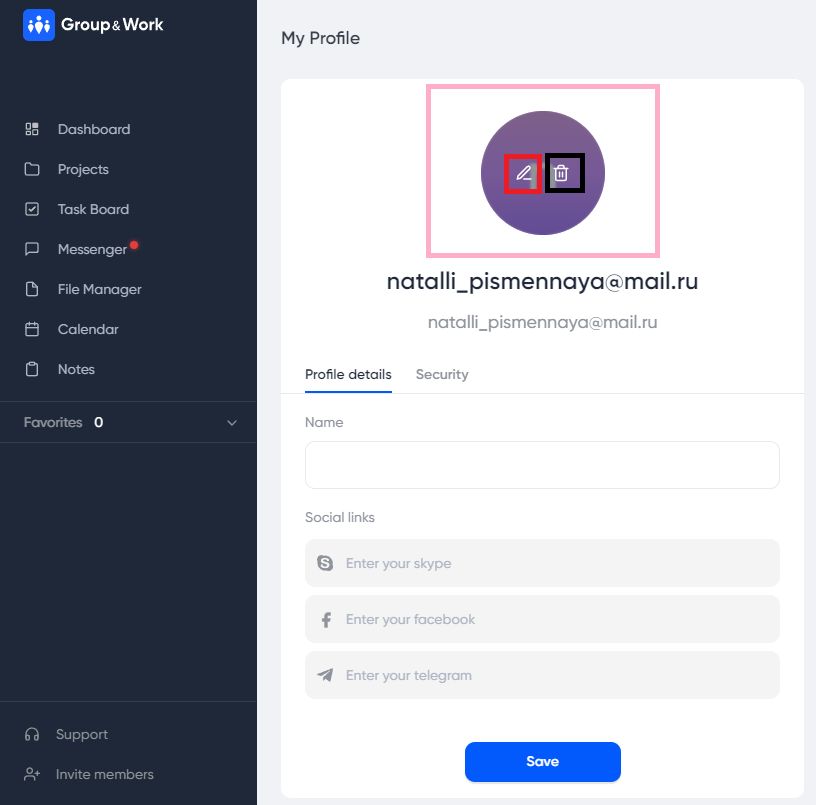 Group & Work
Dashboard
Projects
Task Board
Messenger
File Manager
Calendar
Notes
Favorites 0
Support
Invite members
My Profile
natalli_pismennaya@mail.ru
natalli_pismennaya@mail.ru
Profile details Security
Name
Social links
Enter your skype
Enter your facebook
Enter your telegram
Save